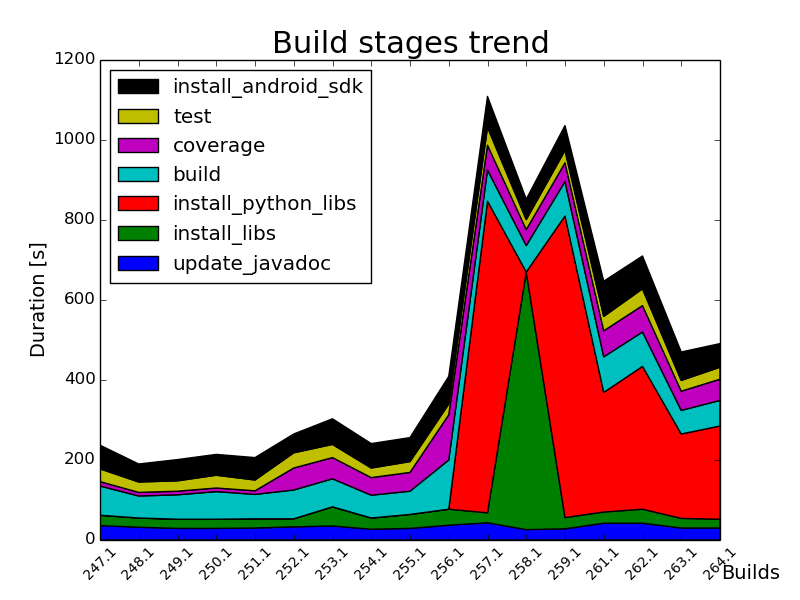 Build stages trend
1200
1000
800
600
400
200
0
Duration [s]
install_android_sdk
test
coverage
build
install_python_libs
install_libs
update_javadoc
247.1 248.1 249.1 250.1 251.1 252.1 253.1 254.1 255.1 256.1 257.1 258.1 259.1 261.1 262.1 263.1 264.1
Builds